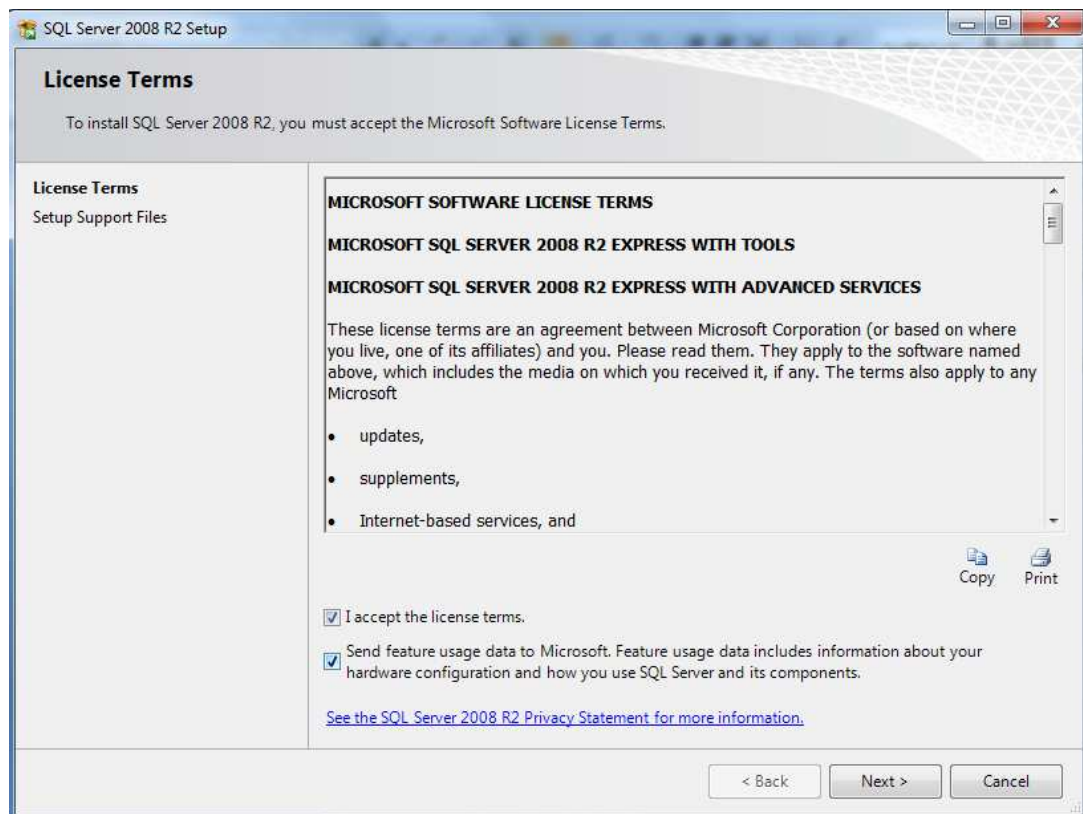 SQL Server 2008 R2 Setup
License Terms
To install SQL Server 2008 R2, you must accept the Microsoft Software License Terms.
License Terms
Setup Support Files
MICROSOFT SOFTWARE LICENSE TERMS
MICROSOFT SQL SERVER 2008 R2 EXPRESS WITH TOOLS
MICROSOFT SQL SERVER 2008 R2 EXPRESS WITH ADVANCED SERVICES
These license terms are an agreement between Microsoft Corporation (or based on where
you live, one of its affiliates) and you. Please read them. They apply to the software named
above, which includes the media on which you received it, if any. The terms also apply to any
Microsoft
• updates,
• supplements,
• Internet-based services, and
Copy
Print
I accept the license terms.
Send feature usage data to Microsoft. Feature usage data includes information about your
hardware configuration and how you use SQL Server and its components.
See the SQL Server 2008 R2 Privacy Statement for more information.
< Back
Next >
Cancel